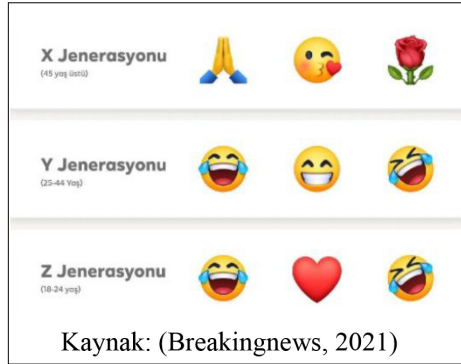 X Jenerasyonu
(45 yaş üstü)
Y Jenerasyonu
(25-44 Yaş)
Z Jenerasyonu
(18-24 yaş)
Kaynak: (Breakingnews, 2021)